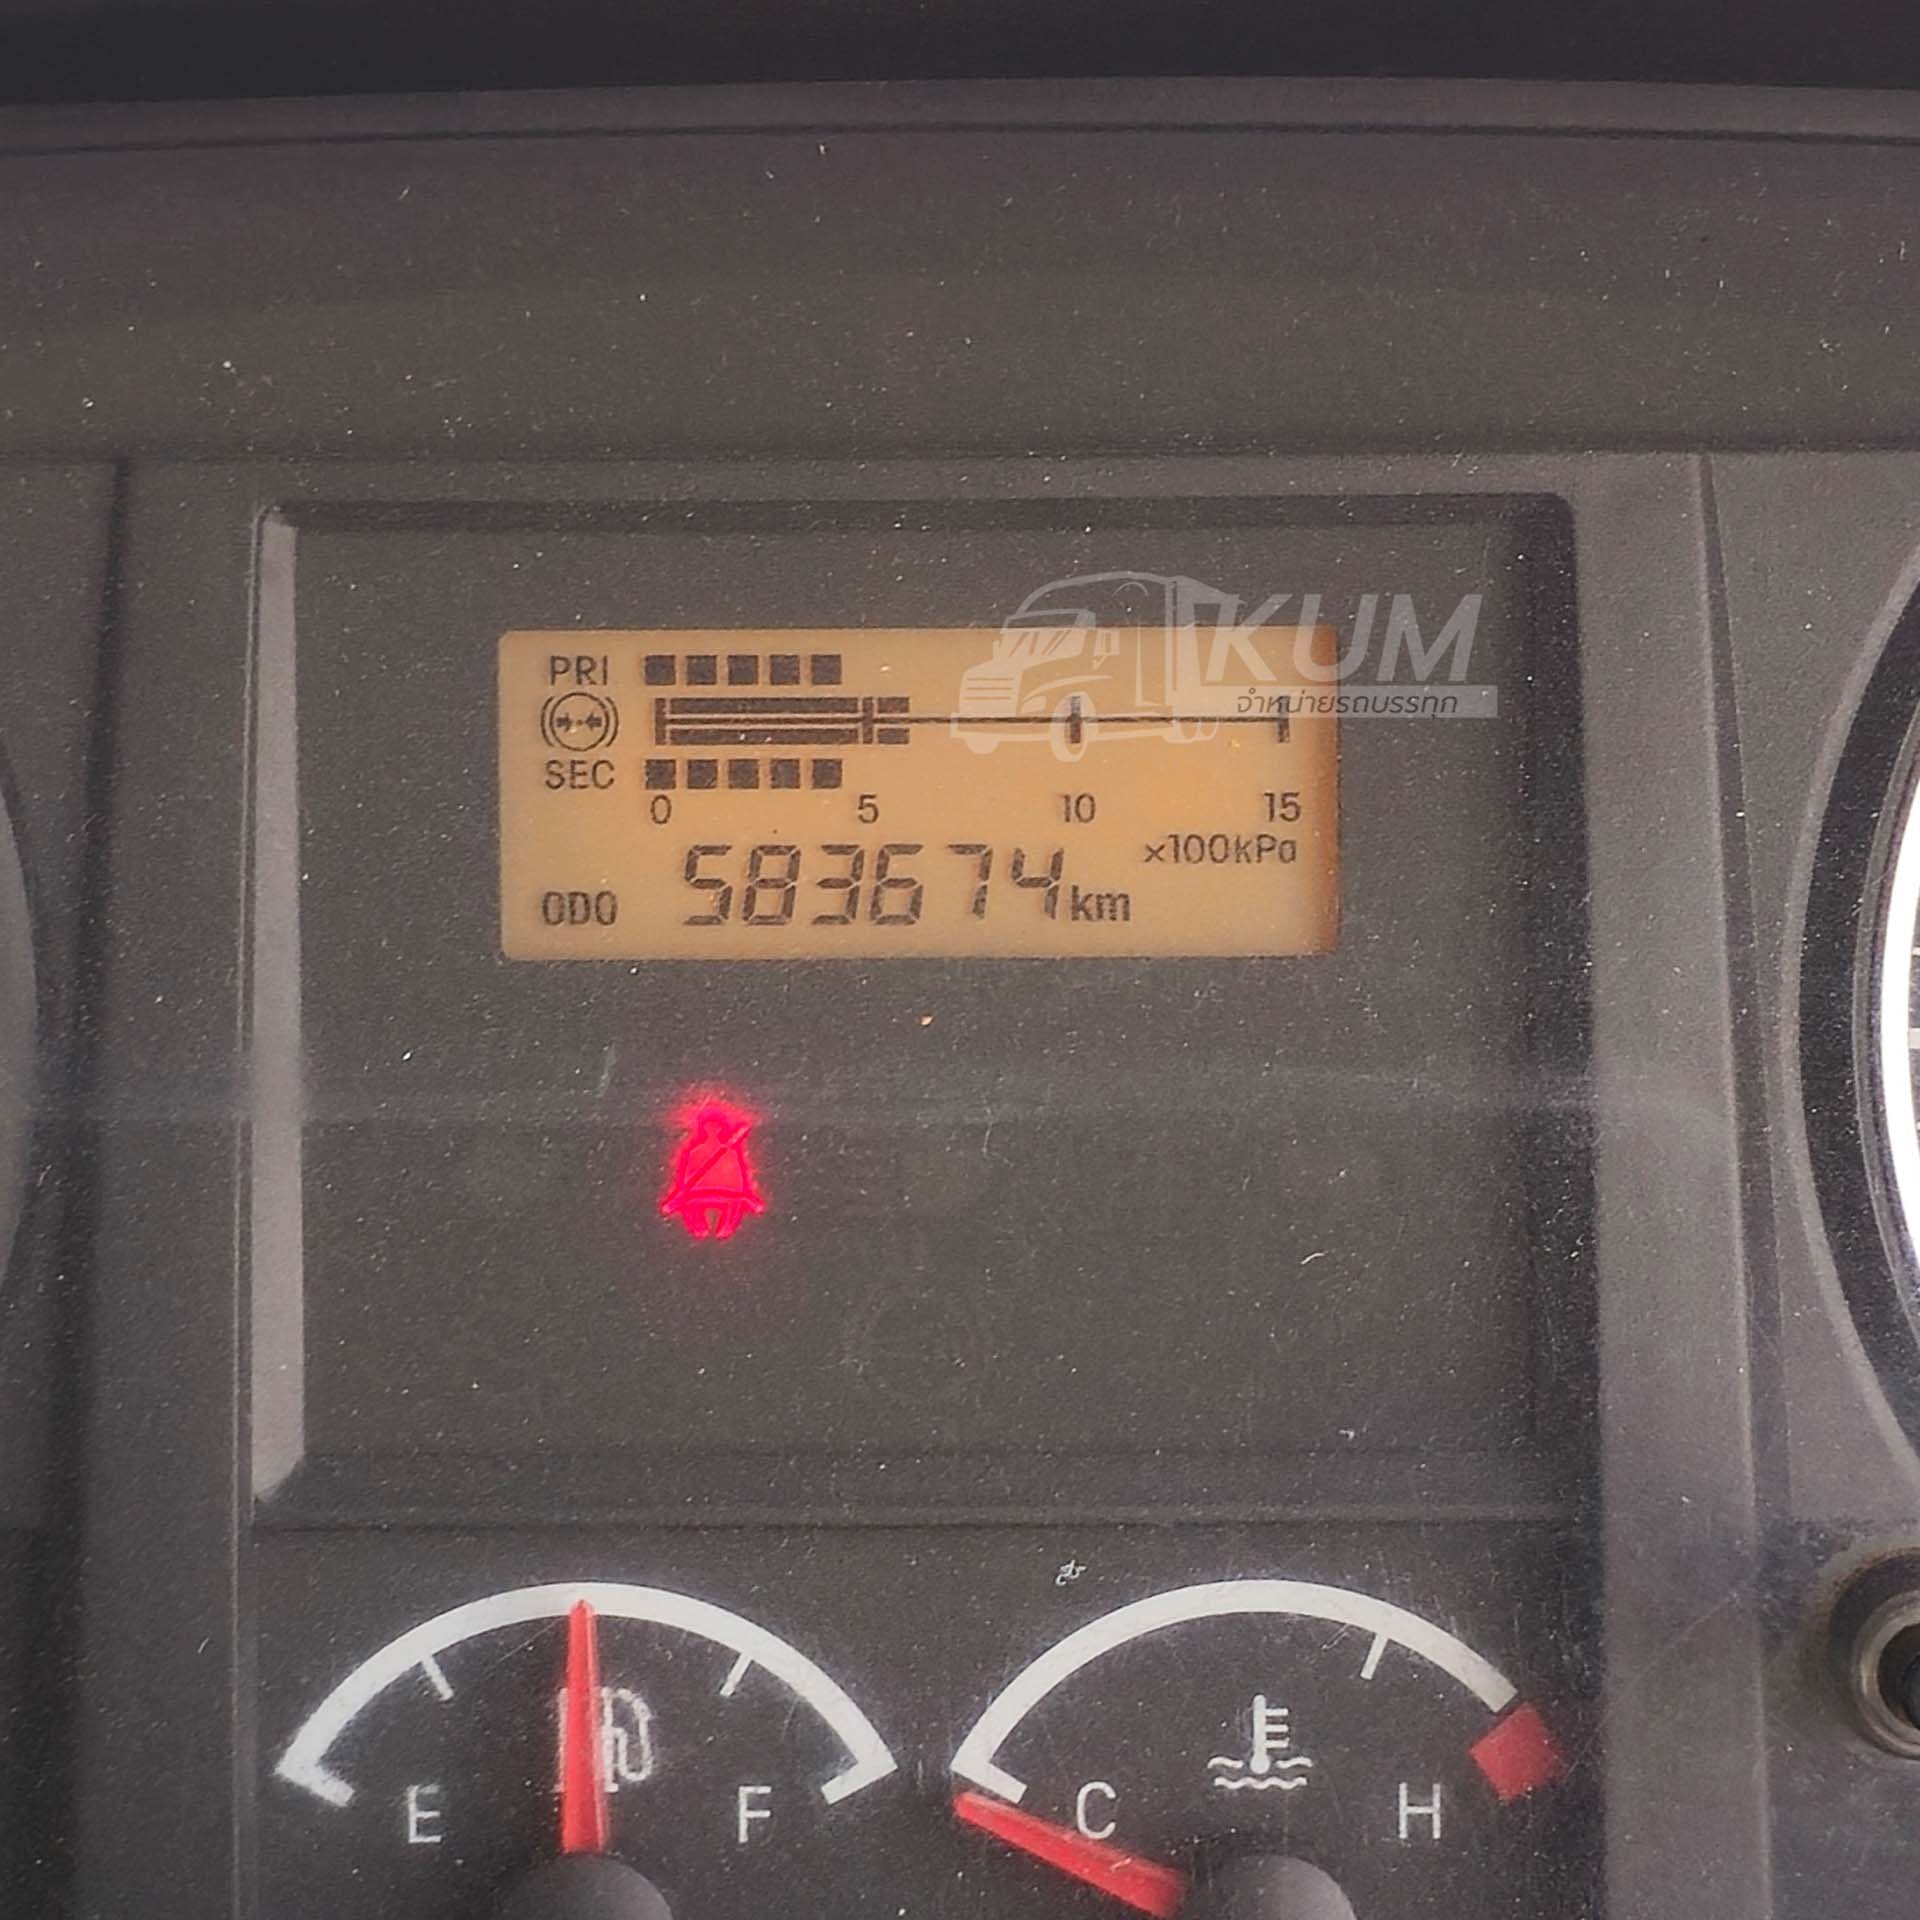 KUM
จำหน่ายรถบรรทุก
PRI
SEC
0 5 10 15
×100kPa
ODO 583674km
E F
C H